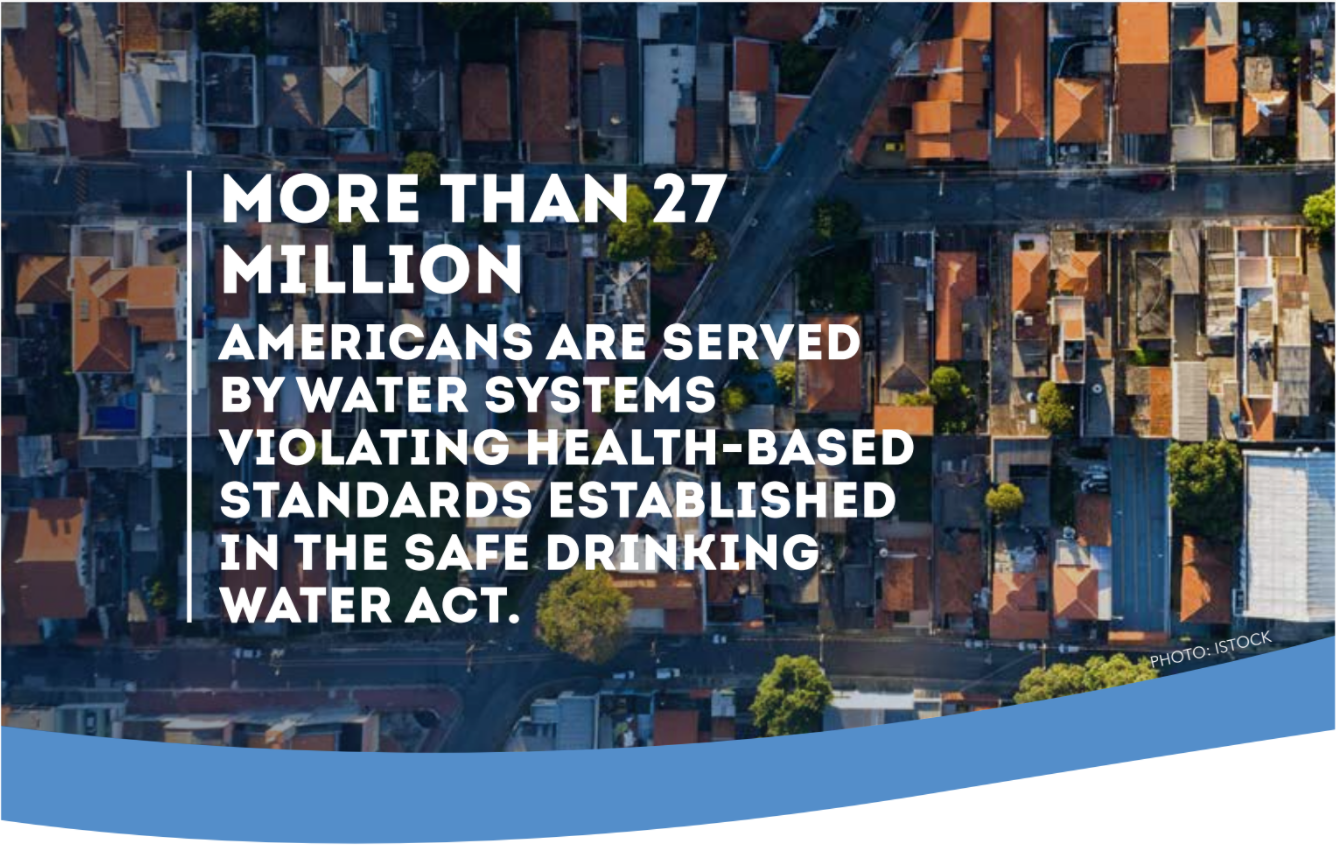 MORE THAN 27
MILLION
AMERICANS ARE SERVED
BY WATER SYSTEMS
VIOLATING HEALTH-BASED
STANDARDS ESTABLISHED
IN THE SAFE DRINKING
WATER ACT.
PHOTO: ISTOCK